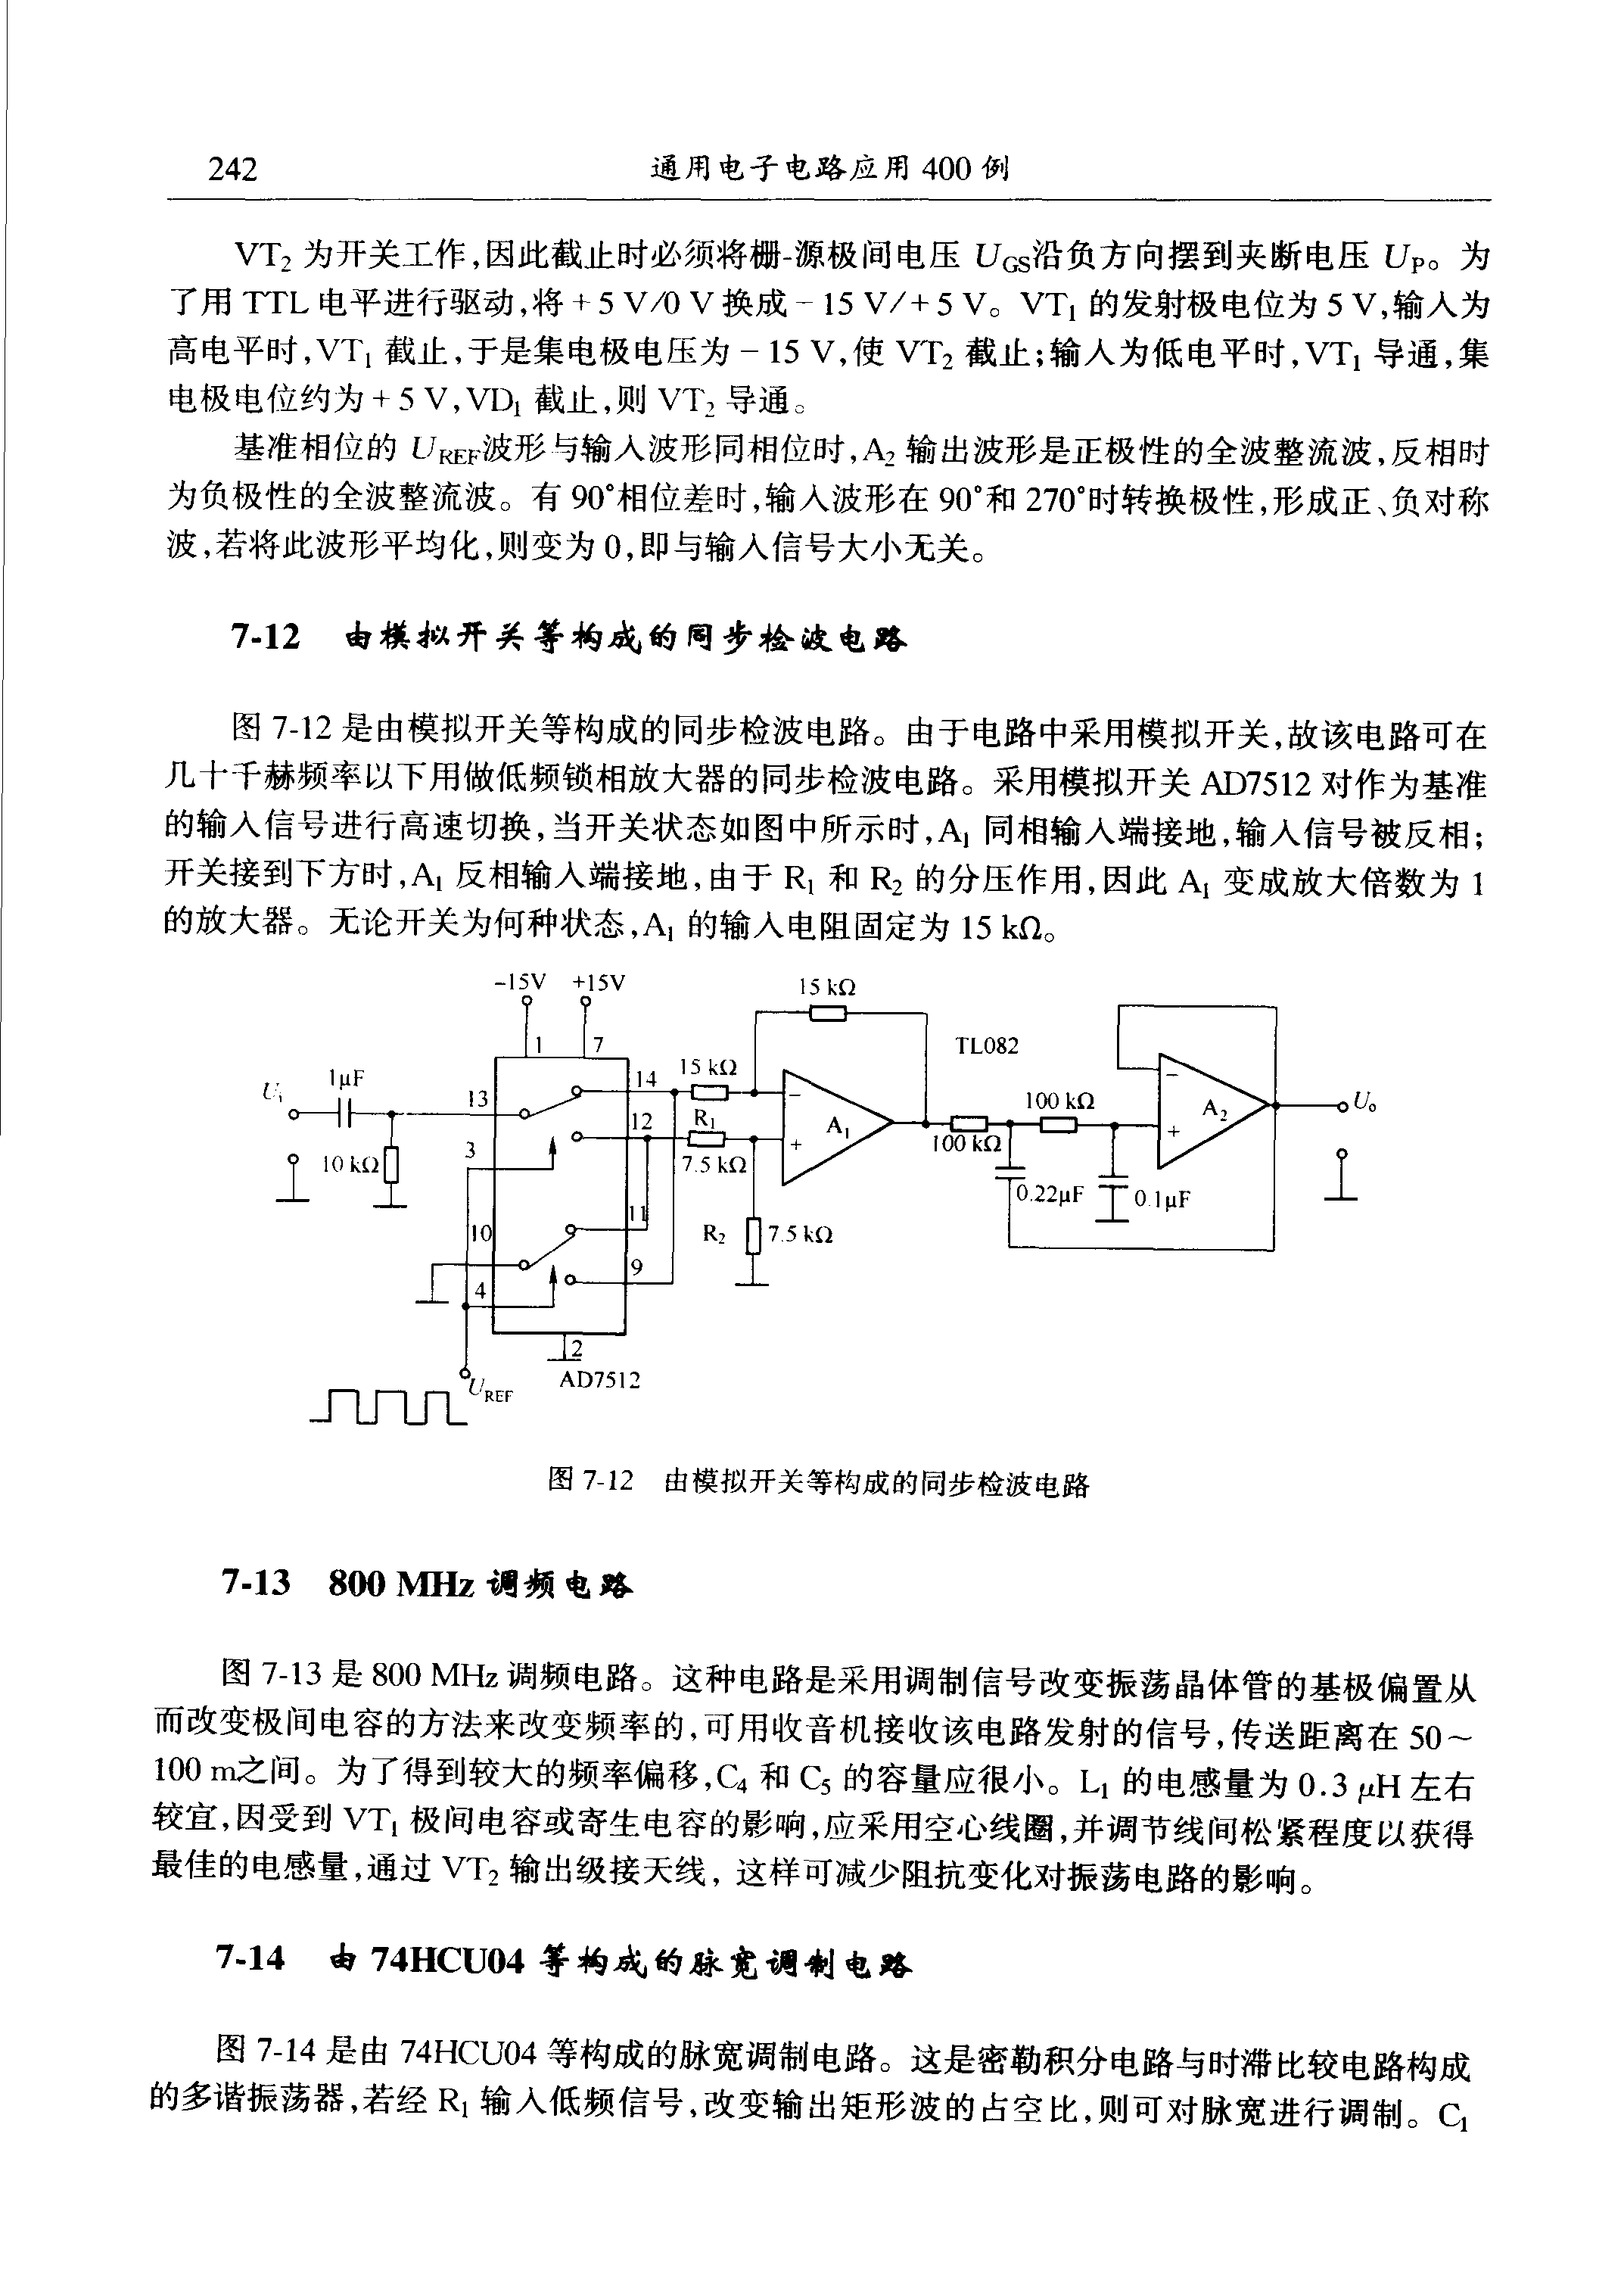 242 通用电子电路应用 400 例
VT₂ 为开关工作,因此截止时必须将栅-源极间电压 U_GS沿负方向摆到夹断电压 U_P。为
了用 TTL 电平进行驱动,将 + 5 V/0 V 换成 - 15 V/+ 5 V。VT₁ 的发射极电位为 5 V,输入为
高电平时,VT₁ 截止,于是集电极电压为 - 15 V,使 VT₂ 截止;输入为低电平时,VT₁ 导通,集
电极电位约为 + 5 V,VD₁ 截止,则 VT₂ 导通。
基准相位的 U_REF波形与输入波形同相位时,A₂ 输出波形是正极性的全波整流波,反相时
为负极性的全波整流波。有 90°相位差时,输入波形在 90°和 270°时转换极性,形成正、负对称
波,若将此波形平均化,则变为 0,即与输入信号大小无关。
7-12 由模拟开关等构成的同步检波电路
图 7-12 是由模拟开关等构成的同步检波电路。由于电路中采用模拟开关,故该电路可在
几十千赫频率以下用做低频锁相放大器的同步检波电路。采用模拟开关 AD7512 对作为基准
的输入信号进行高速切换,当开关状态如图中所示时,A₁ 同相输入端接地,输入信号被反相;
开关接到下方时,A₁ 反相输入端接地,由于 R₁ 和 R₂ 的分压作用,因此 A₁ 变成放大倍数为 1
的放大器。无论开关为何种状态,A₁ 的输入电阻固定为 15 kΩ。
-15V +15V
15 kΩ
1 7
TL082
15 kΩ
1μF
14
U_i
13
100 kΩ
U_o
12
R₁
A₁
A₂
- + - +
3
10 kΩ
7.5 kΩ
100 kΩ
0.22μF
0.1μF
11
10
R₂ 7.5 kΩ
9
4
2
AD7512
U_REF
图 7-12 由模拟开关等构成的同步检波电路
7-13 800 MHz 调频电路
图 7-13 是 800 MHz 调频电路。这种电路是采用调制信号改变振荡晶体管的基极偏置从
而改变极间电容的方法来改变频率的,可用收音机接收该电路发射的信号,传送距离在 50~
100 m之间。为了得到较大的频率偏移,C₄ 和 C₅ 的容量应很小。L₁ 的电感量为 0.3 μH 左右
较宜,因受到 VT₁ 极间电容或寄生电容的影响,应采用空心线圈,并调节线间松紧程度以获得
最佳的电感量,通过 VT₂ 输出级接天线, 这样可减少阻抗变化对振荡电路的影响。
7-14 由 74HCU04 等构成的脉宽调制电路
图 7-14 是由 74HCU04 等构成的脉宽调制电路。这是密勒积分电路与时滞比较电路构成
的多谐振荡器,若经 R₁ 输入低频信号,改变输出矩形波的占空比,则可对脉宽进行调制。C₁